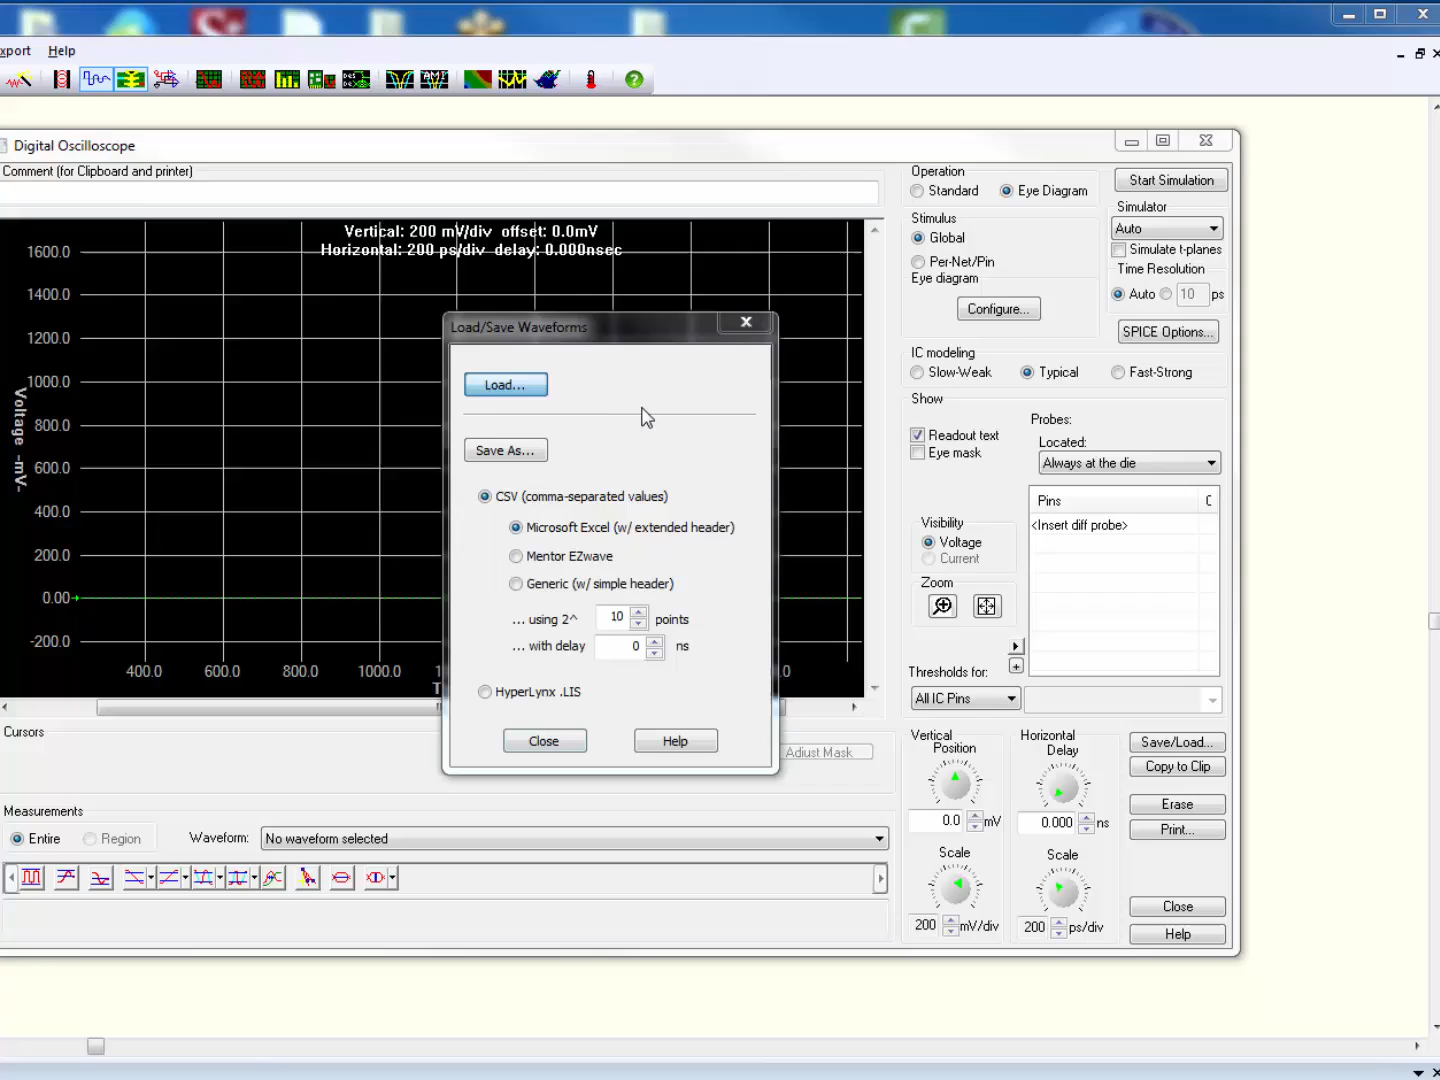 xport Help
Digital Oscilloscope
Comment (for Clipboard and printer)
Vertical: 200 mV/div offset: 0.0mV
Horizontal: 200 ps/div delay: 0.000nsec
1600.0
1400.0
1200.0
1000.0
800.0
600.0
400.0
200.0
0.00
-200.0
Voltage -mV-
400.0 600.0 800.0 1000.0
Load/Save Waveforms
Load...
Save As...
CSV (comma-separated values)
Microsoft Excel (w/ extended header)
Mentor EZwave
Generic (w/ simple header)
... using 2^ 10 points
... with delay 0 ns
HyperLynx .LIS
Close Help
Operation
Standard Eye Diagram
Stimulus
Global
Per-Net/Pin
Eye diagram
Configure...
Start Simulation
Simulator
Auto
Simulate t-planes
Time Resolution
Auto 10 ps
SPICE Options...
IC modeling
Slow-Weak Typical Fast-Strong
Show
Readout text
Eye mask
Probes:
Located:
Always at the die
Pins C
<Insert diff probe>
Visibility
Voltage
Current
Zoom
Thresholds for:
All IC Pins
Cursors
Adjust Mask
Measurements
Entire Region Waveform: No waveform selected
Vertical
Position
0.0 mV
Scale
200 mV/div
Horizontal
Delay
0.000 ns
Scale
200 ps/div
Save/Load...
Copy to Clip
Erase
Print...
Close
Help